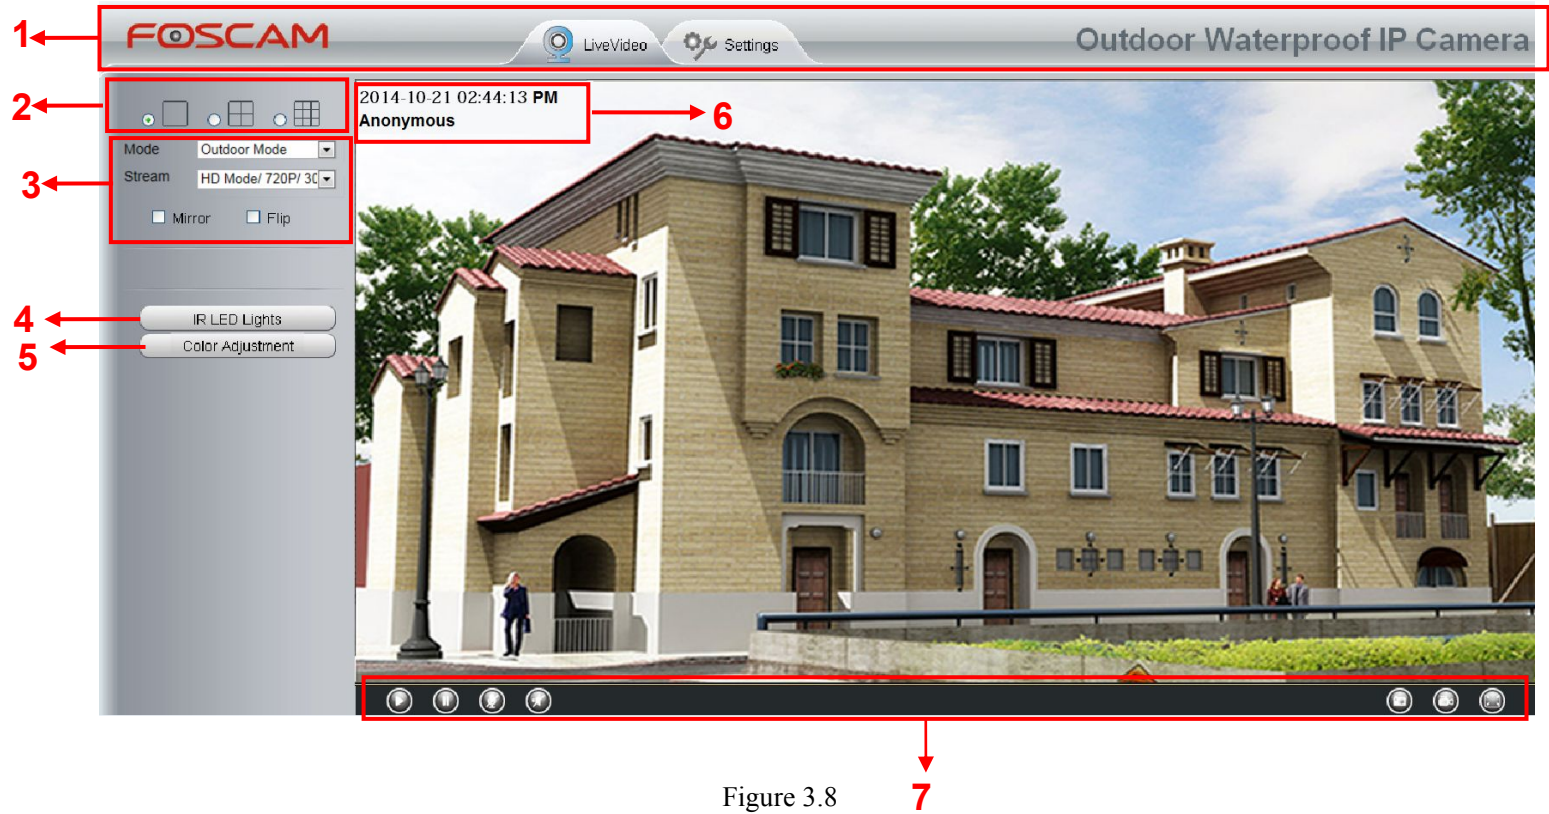 1
FOSCAM
LiveVideo
Settings
Outdoor Waterproof IP Camera
2
2014-10-21 02:44:13 PM
Anonymous
6
3
Mode
Outdoor Mode
Stream
HD Mode/ 720P/ 30
Mirror
Flip
4
IR LED Lights
5
Color Adjustment
Figure 3.8
7